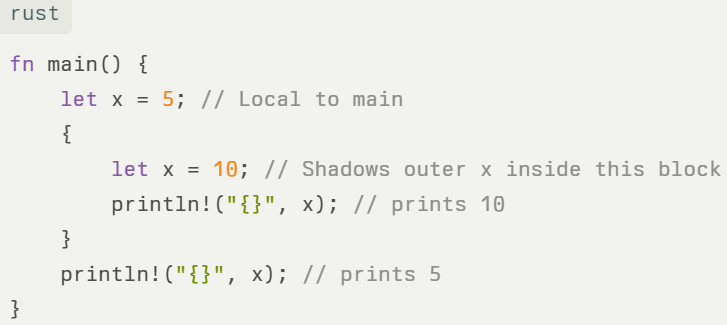 rust
fn main() {
    let x = 5; // Local to main
    {
        let x = 10; // Shadows outer x inside this block
        println!("{}", x); // prints 10
    }
    println!("{}", x); // prints 5
}